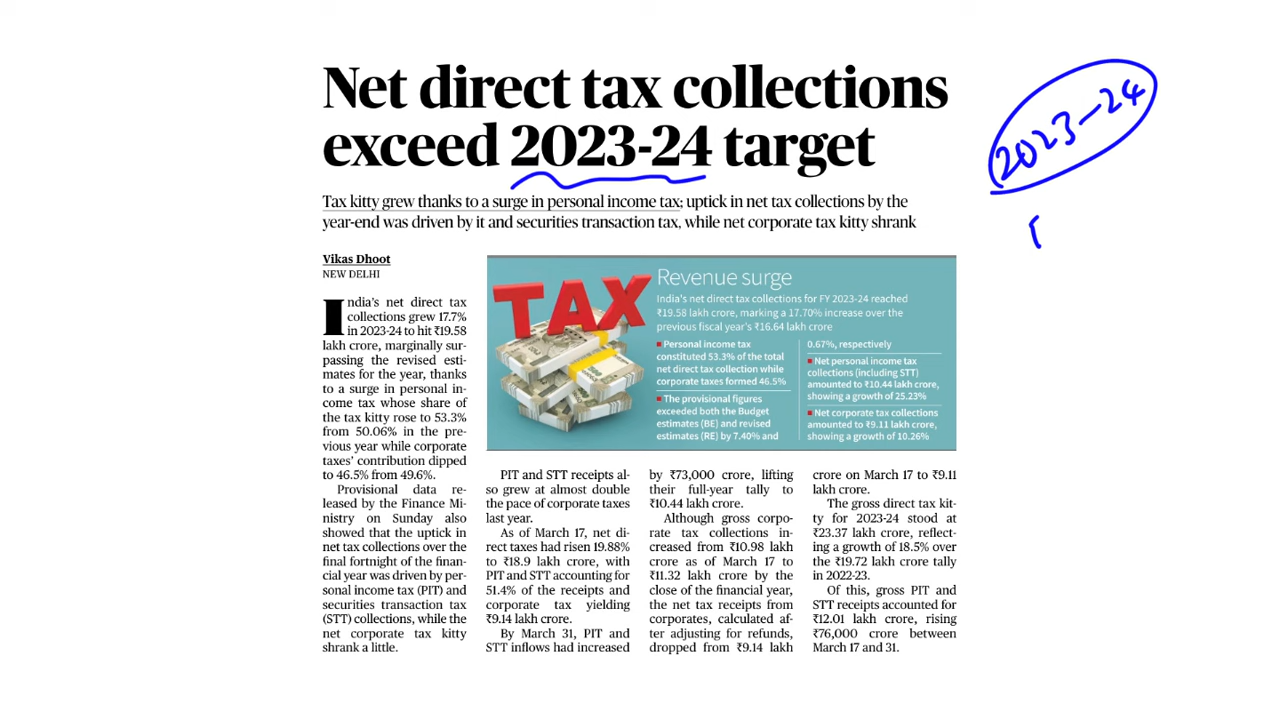 Net direct tax collections
exceed 2023-24 target
2023-24
Tax kitty grew thanks to a surge in personal income tax; uptick in net tax collections by the
year-end was driven by it and securities transaction tax, while net corporate tax kitty shrank
Vikas Dhoot
NEW DELHI
India's net direct tax
collections grew 17.7%
in 2023-24 to hit ₹19.58
lakh crore, marginally sur-
passing the revised esti-
mates for the year, thanks
to a surge in personal in-
come tax whose share of
the tax kitty rose to 53.3%
from 50.06% in the pre-
vious year while corporate
taxes' contribution dipped
to 46.5% from 49.6%.
Provisional data re-
leased by the Finance Mi-
nistry on Sunday also
showed that the uptick in
net tax collections over the
final fortnight of the finan-
cial year was driven by per-
sonal income tax (PIT) and
securities transaction tax
(STT) collections, while the
net corporate tax kitty
shrank a little.
TAX
Revenue surge
India's net direct tax collections for FY 2023-24 reached
₹19.58 lakh crore, marking a 17.70% increase over the
previous fiscal year's ₹16.64 lakh crore
Personal income tax
constituted 53.3% of the total
net direct tax collection while
corporate taxes formed 46.5%
The provisional figures
exceeded both the Budget
estimates (BE) and revised
estimates (RE) by 7.40% and
0.67%, respectively
Net personal income tax
collections (including STT)
amounted to ₹10.44 lakh crore,
showing a growth of 25.23%
Net corporate tax collections
amounted to ₹9.11 lakh crore,
showing a growth of 10.26%
PIT and STT receipts al-
so grew at almost double
the pace of corporate taxes
last year.
As of March 17, net di-
rect taxes had risen 19.88%
to ₹18.9 lakh crore, with
PIT and STT accounting for
51.4% of the receipts and
corporate tax yielding
₹9.14 lakh crore.
By March 31, PIT and
STT inflows had increased
by ₹73,000 crore, lifting
their full-year tally to
₹10.44 lakh crore.
Although gross corpo-
rate tax collections in-
creased from ₹10.98 lakh
crore as of March 17 to
₹11.32 lakh crore by the
close of the financial year,
the net tax receipts from
corporates, calculated af-
ter adjusting for refunds,
dropped from ₹9.14 lakh
crore on March 17 to ₹9.11
lakh crore.
The gross direct tax kit-
ty for 2023-24 stood at
₹23.37 lakh crore, reflect-
ing a growth of 18.5% over
the ₹19.72 lakh crore tally
in 2022-23.
Of this, gross PIT and
STT receipts accounted for
₹12.01 lakh crore, rising
₹76,000 crore between
March 17 and 31.